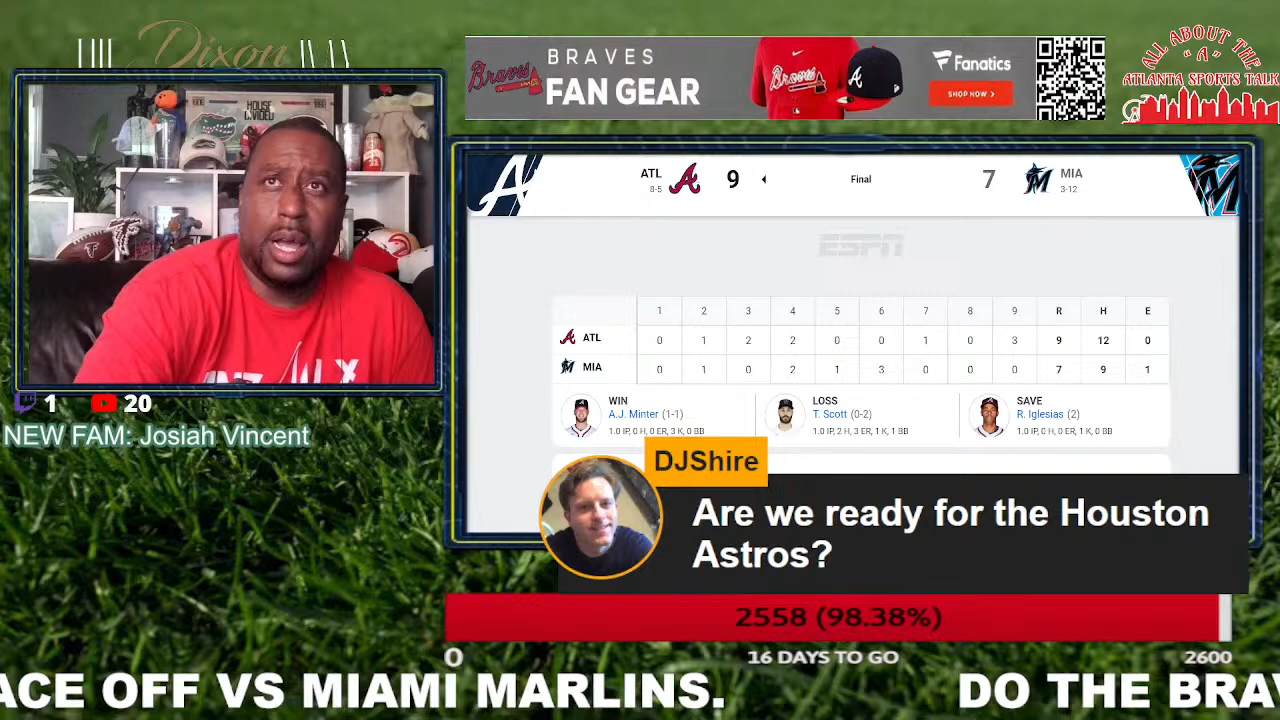 Dixon
BRAVES
FAN GEAR
Braves
Braves
Fanatics
SHOP NOW >
ALL ABOUT THE
"A"
ATLANTA SPORTS TALK
HOUSE
DIVIDED
ATL
8-5
9
Final
7
MIA
3-12
ESPN
1 2 3 4 5 6 7 8 9 R H E
ATL 0 1 2 2 0 0 1 0 3 9 12 0
MIA 0 1 0 2 1 3 0 0 0 7 9 1
WIN
A.J. Minter (1-1)
1.0 IP, 0 H, 0 ER, 3 K, 0 BB
LOSS
T. Scott (0-2)
1.0 IP, 2 H, 3 ER, 1 K, 1 BB
SAVE
R. Iglesias (2)
1.0 IP, 0 H, 0 ER, 1 K, 0 BB
1 20
NEW FAM: Josiah Vincent
DJShire
Are we ready for the Houston
Astros?
2558 (98.38%)
0 16 DAYS TO GO 2600
ACE OFF VS MIAMI MARLINS. DO THE BRAV